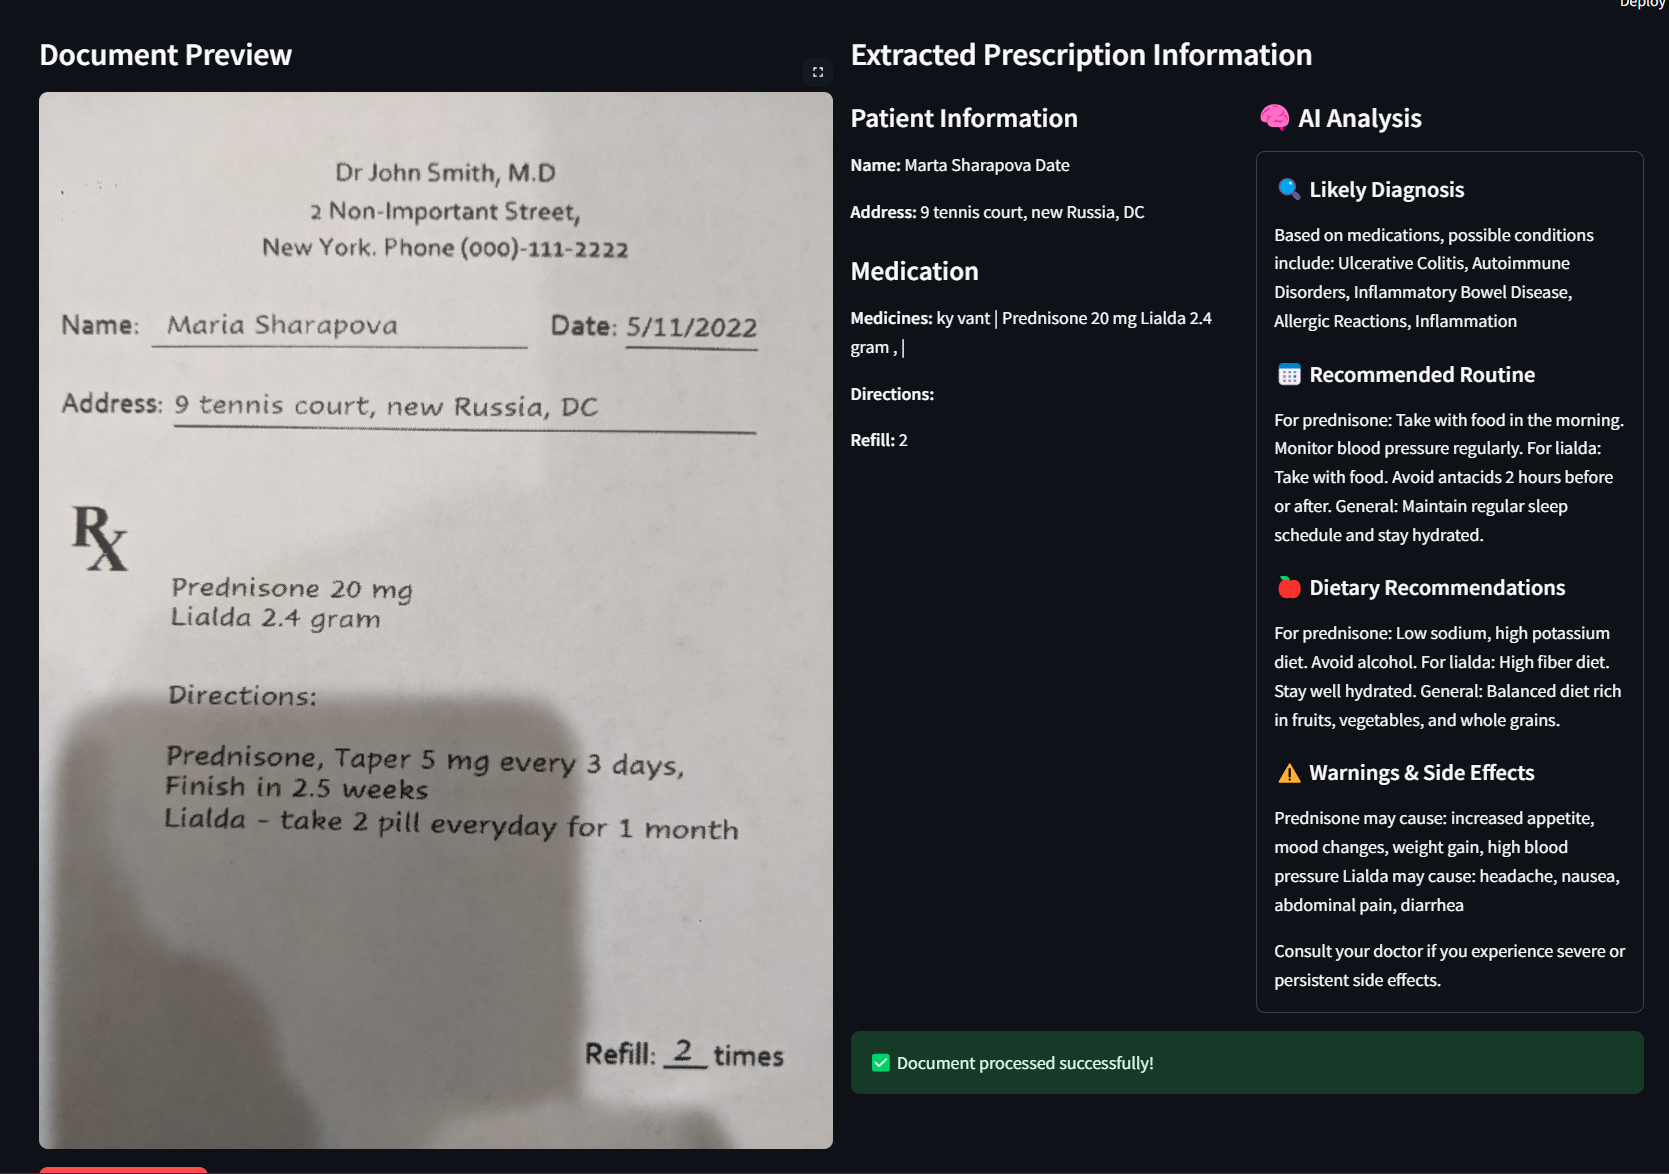 Deploy
Document Preview
Dr John Smith, M.D
2 Non-Important Street,
New York. Phone (000)-111-2222
Name: Maria Sharapova Date: 5/11/2022
Address: 9 tennis court, new Russia, DC
Rx
Prednisone 20 mg
Lialda 2.4 gram
Directions:
Prednisone, Taper 5 mg every 3 days,
Finish in 2.5 weeks
Lialda - take 2 pill everyday for 1 month
Refill: 2 times
Extracted Prescription Information
Patient Information
Name: Marta Sharapova Date
Address: 9 tennis court, new Russia, DC
Medication
Medicines: ky vant | Prednisone 20 mg Lialda 2.4
gram , |
Directions:
Refill: 2
AI Analysis
Likely Diagnosis
Based on medications, possible conditions
include: Ulcerative Colitis, Autoimmune
Disorders, Inflammatory Bowel Disease,
Allergic Reactions, Inflammation
Recommended Routine
For prednisone: Take with food in the morning.
Monitor blood pressure regularly. For lialda:
Take with food. Avoid antacids 2 hours before
or after. General: Maintain regular sleep
schedule and stay hydrated.
Dietary Recommendations
For prednisone: Low sodium, high potassium
diet. Avoid alcohol. For lialda: High fiber diet.
Stay well hydrated. General: Balanced diet rich
in fruits, vegetables, and whole grains.
Warnings & Side Effects
Prednisone may cause: increased appetite,
mood changes, weight gain, high blood
pressure Lialda may cause: headache, nausea,
abdominal pain, diarrhea
Consult your doctor if you experience severe or
persistent side effects.
Document processed successfully!